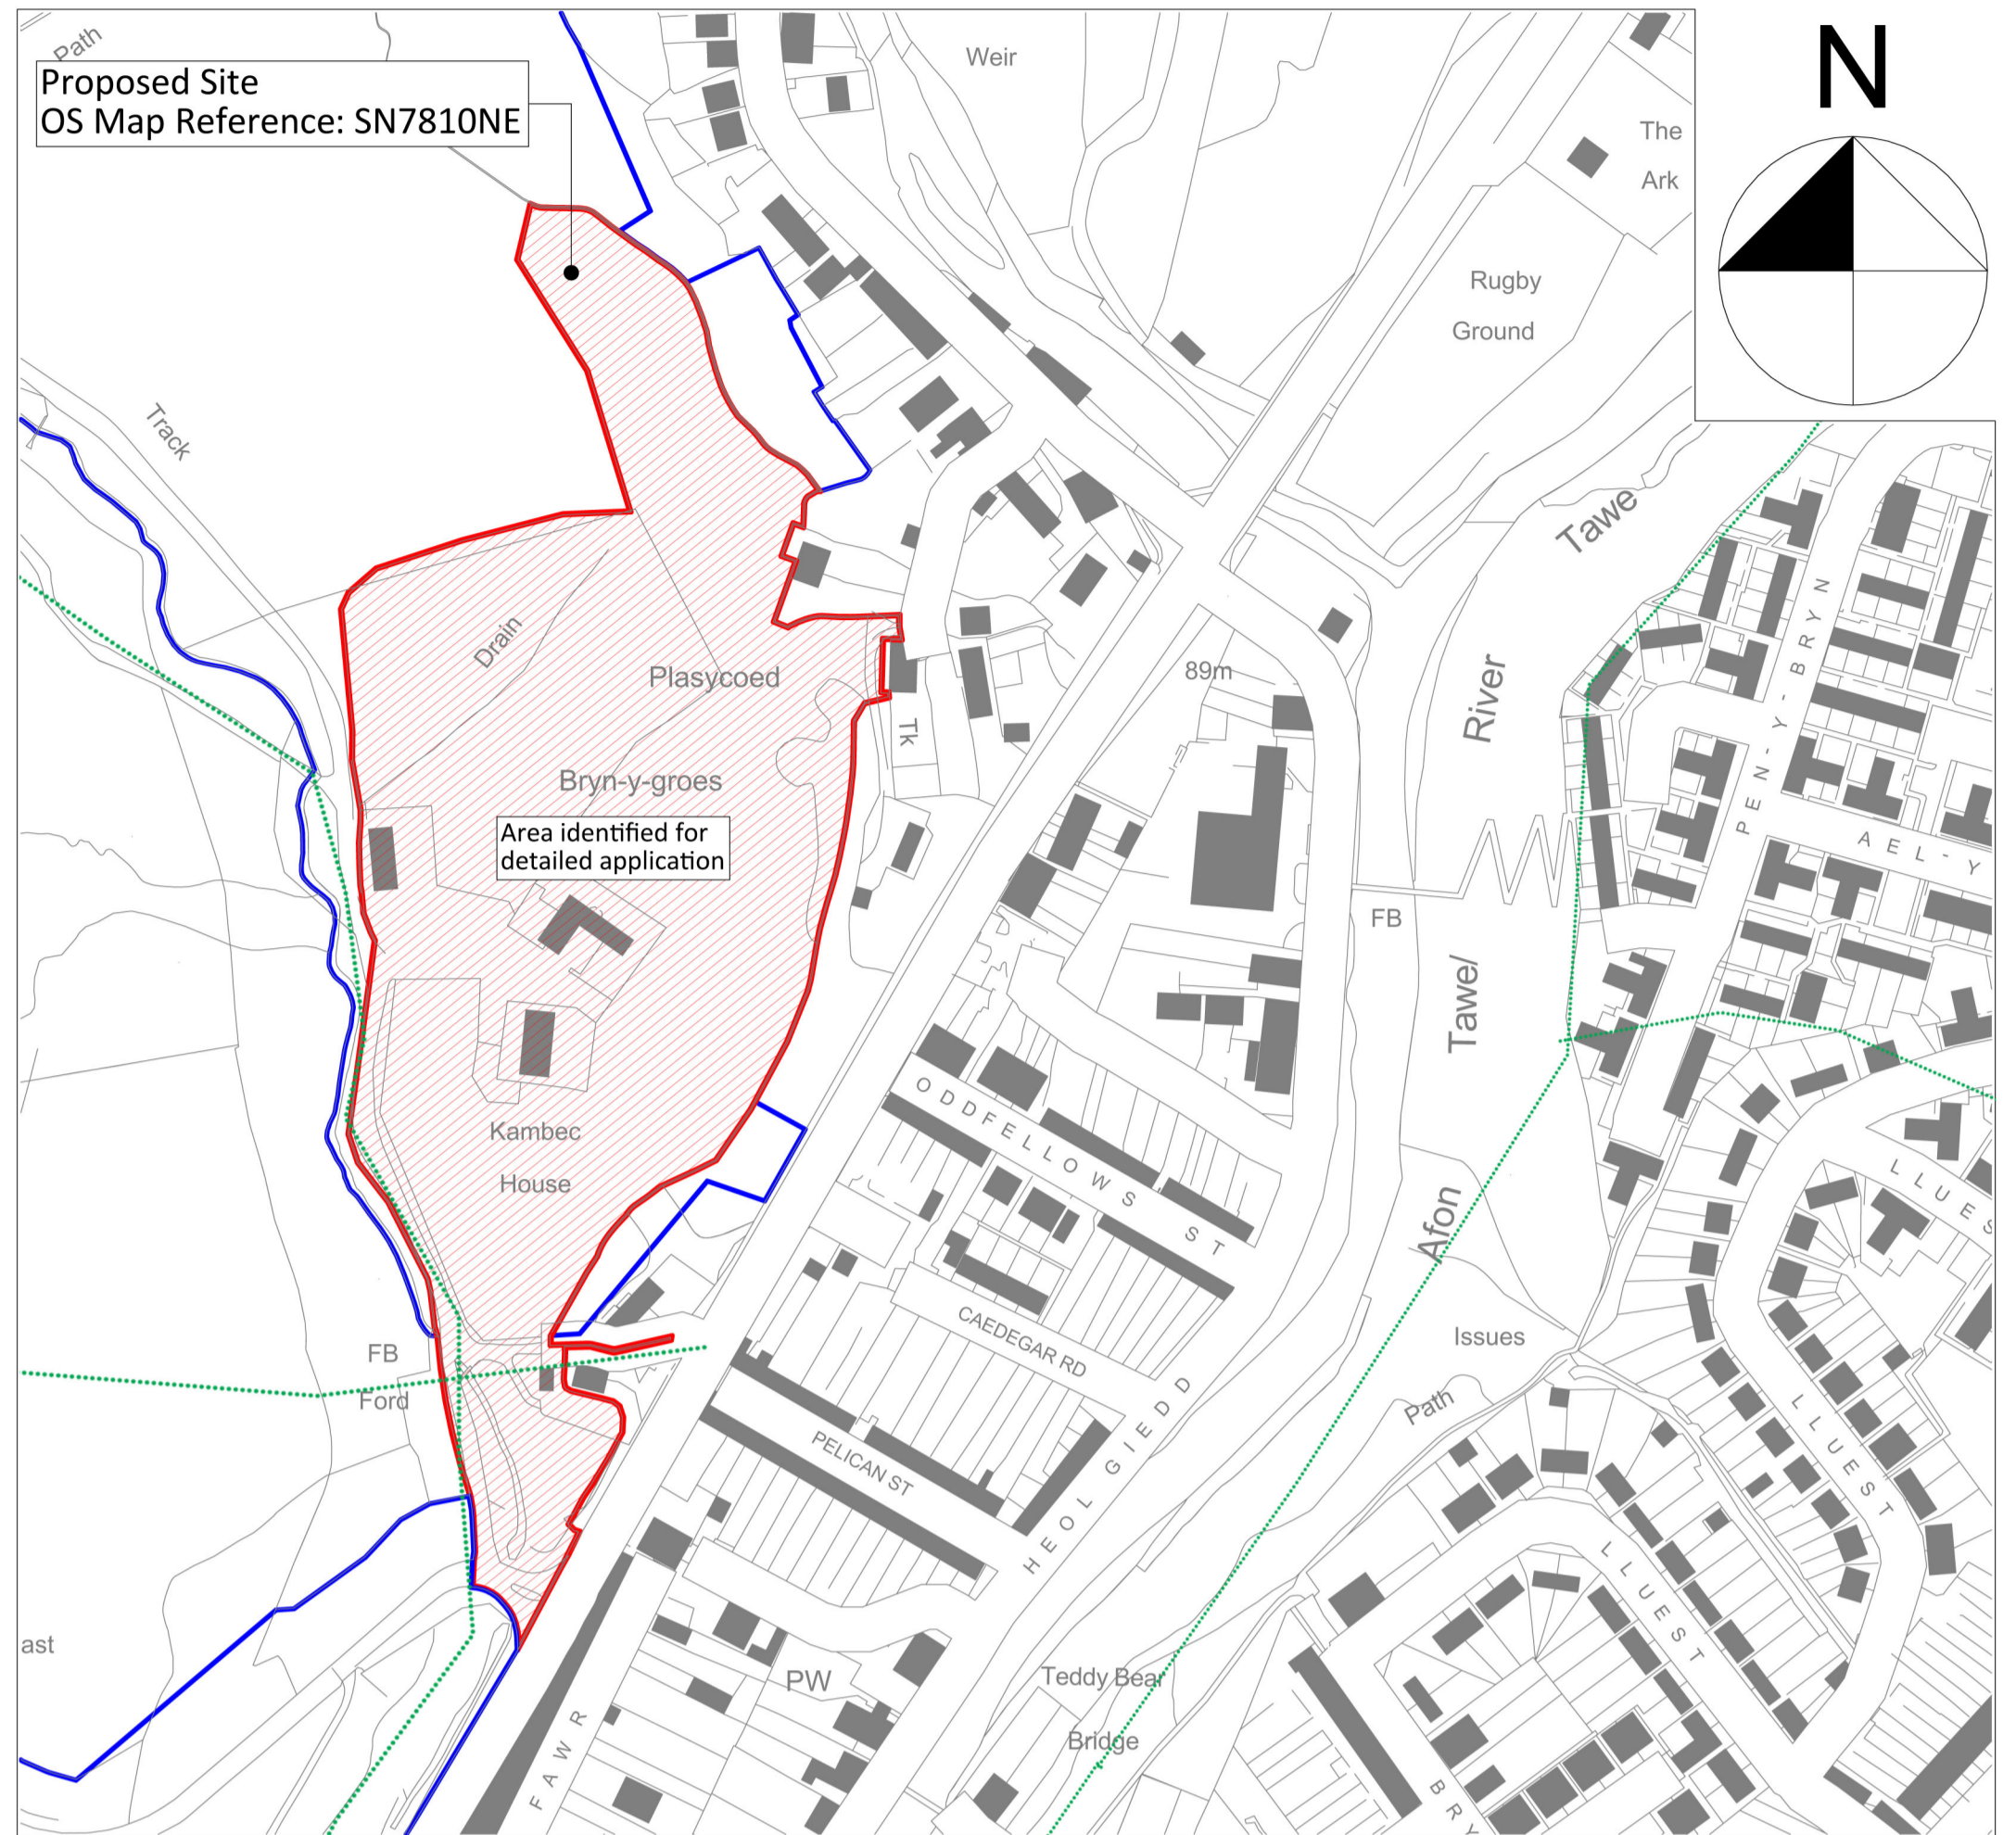 Path
Proposed Site
OS Map Reference: SN7810NE
Weir
N
The
Ark
Rugby
Ground
Track
Tawe
Drain
Plasycoed
89m
River
Tk
PEN-Y-BRYN
Bryn-y-groes
Area identified for
detailed application
AEL-Y
FB
Tawe/
ODDFELLOWS ST
Kambec
House
LLUES
Afon
CAEDEGAR RD
Issues
FB
Ford
Path
PELICAN ST
HEOL GIEDD
LLUEST
LLUEST
ast
PW
Teddy Bear
Bridge
FAWR
BRY